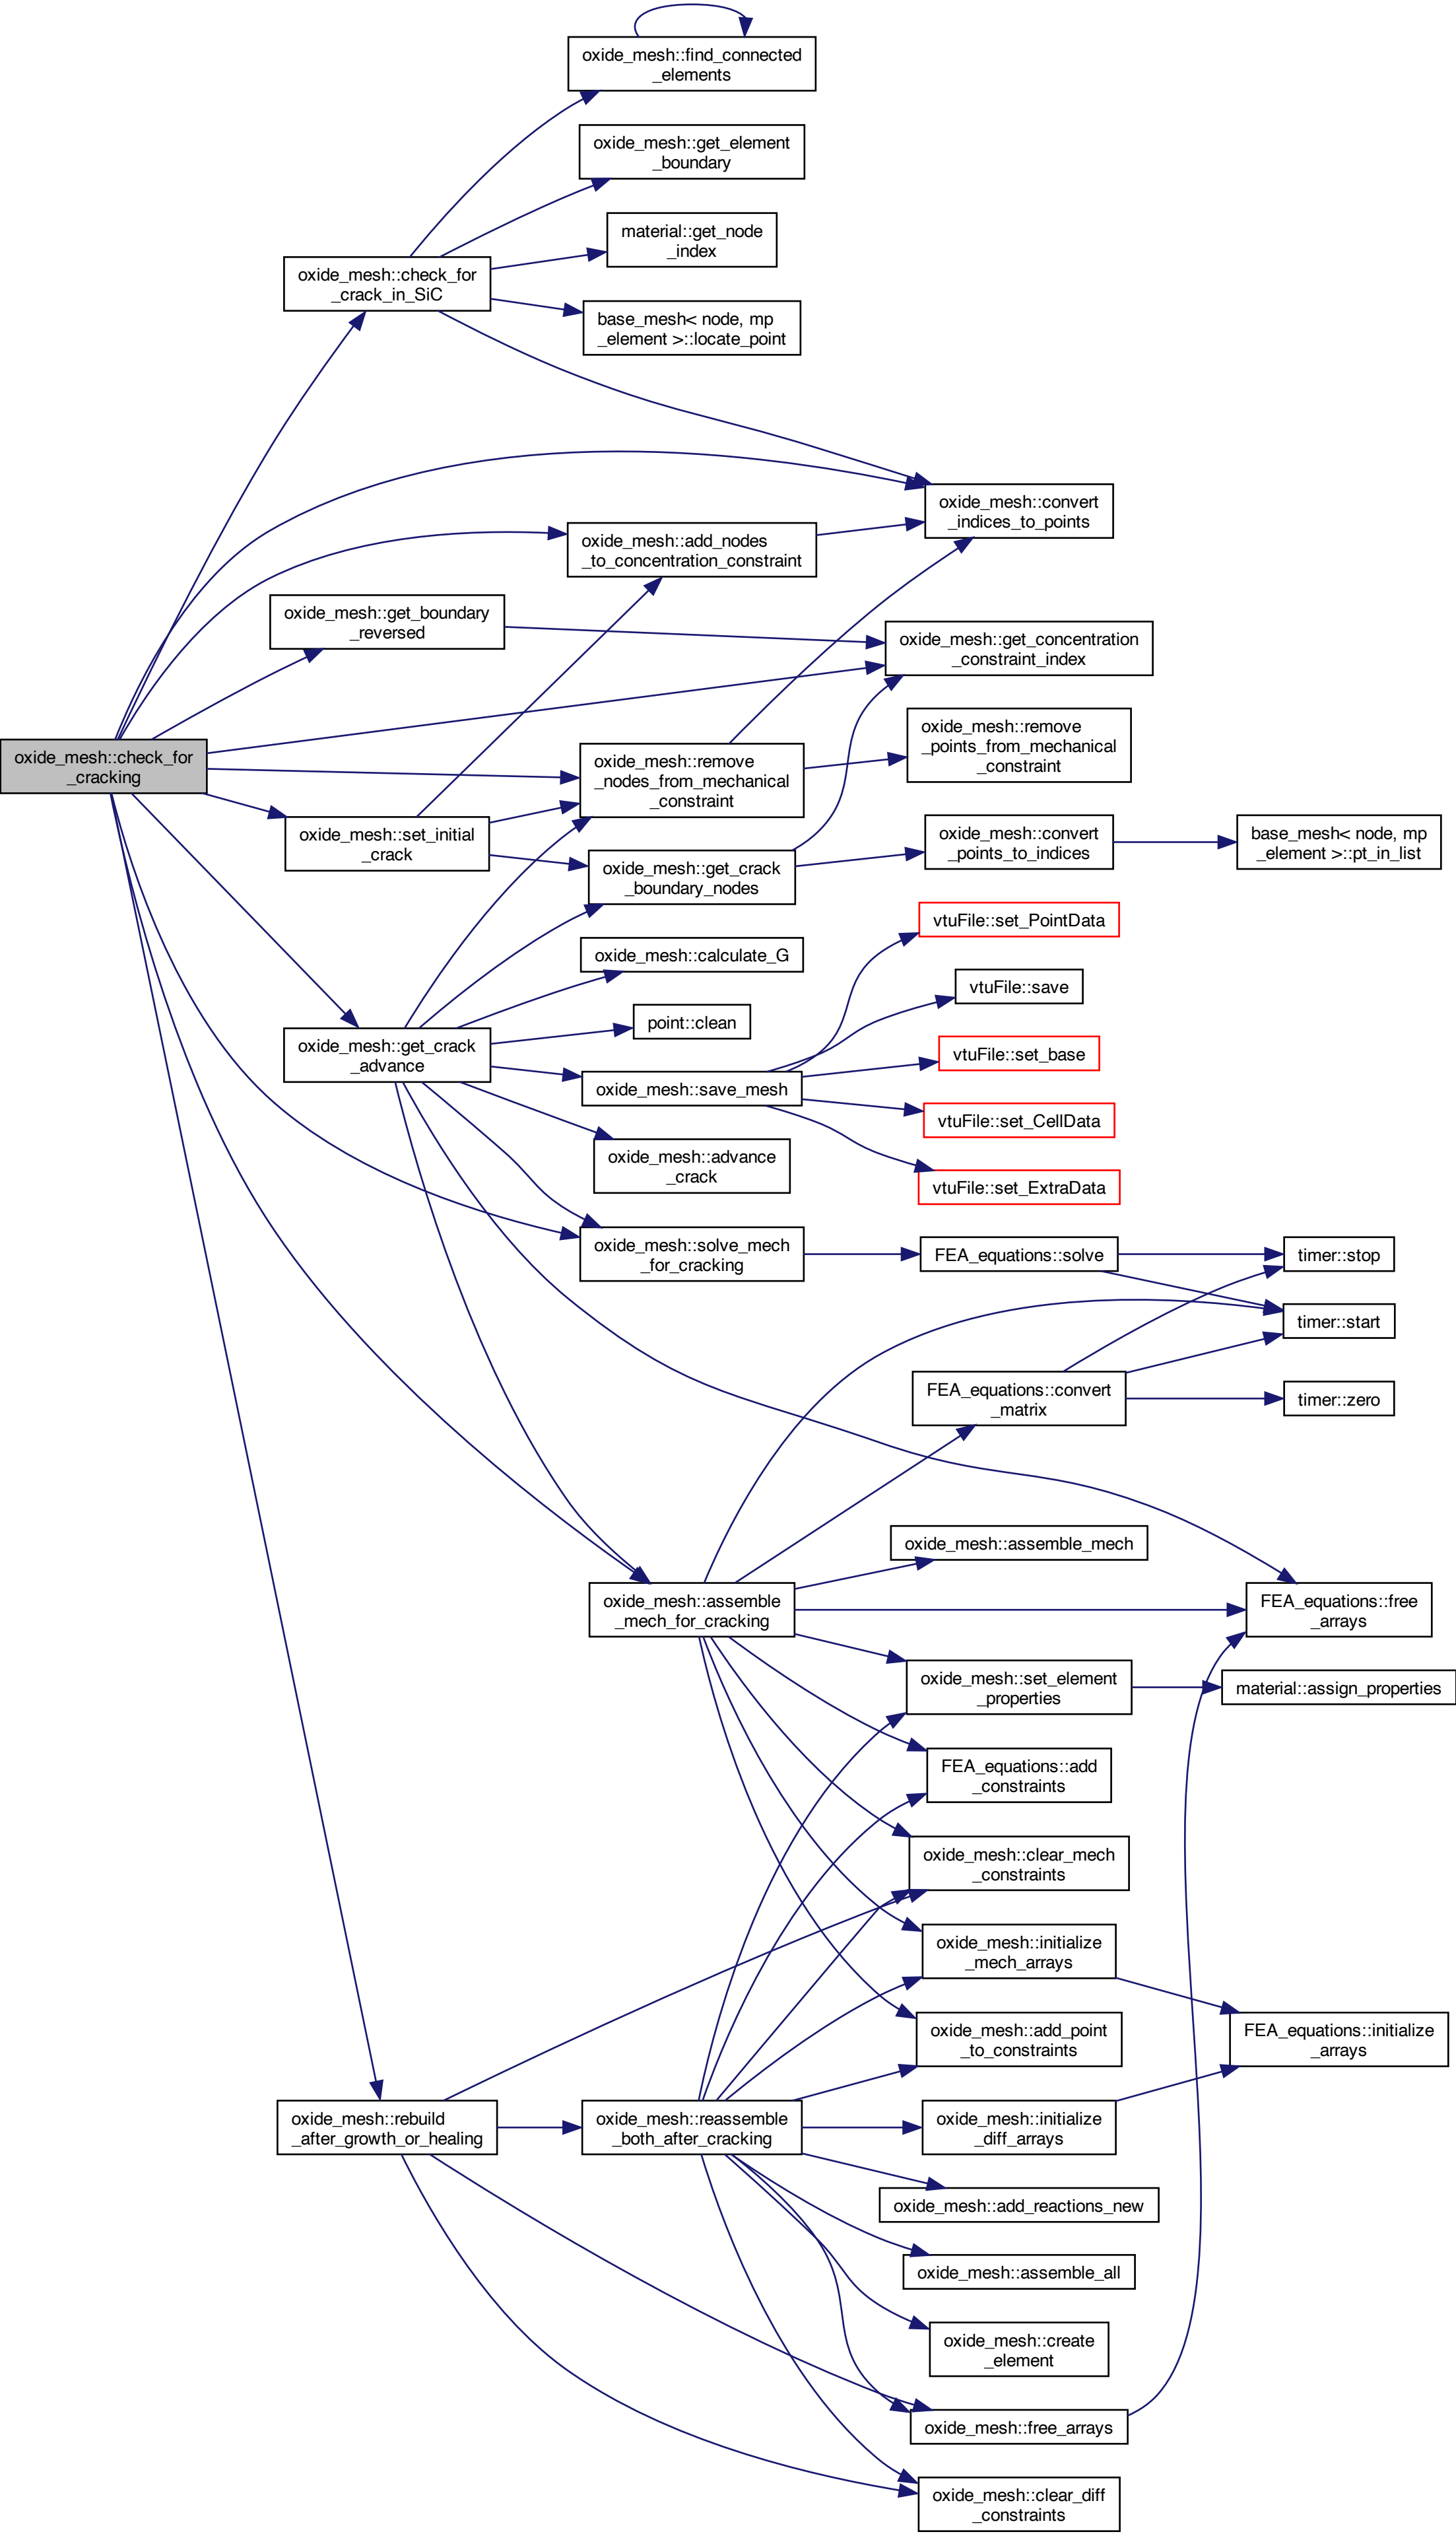 oxide_mesh::find_connected
_elements
oxide_mesh::get_element
_boundary
material::get_node
_index
oxide_mesh::check_for
_crack_in_SiC
base_mesh< node, mp
_element >::locate_point
oxide_mesh::convert
_indices_to_points
oxide_mesh::add_nodes
_to_concentration_constraint
oxide_mesh::get_boundary
_reversed
oxide_mesh::get_concentration
_constraint_index
oxide_mesh::remove
_points_from_mechanical
_constraint
oxide_mesh::check_for
_cracking
oxide_mesh::remove
_nodes_from_mechanical
_constraint
oxide_mesh::set_initial
_crack
oxide_mesh::convert
_points_to_indices
base_mesh< node, mp
_element >::pt_in_list
oxide_mesh::get_crack
_boundary_nodes
vtuFile::set_PointData
oxide_mesh::calculate_G
vtuFile::save
point::clean
oxide_mesh::get_crack
_advance
vtuFile::set_base
oxide_mesh::save_mesh
vtuFile::set_CellData
oxide_mesh::advance
_crack
vtuFile::set_ExtraData
oxide_mesh::solve_mech
_for_cracking
FEA_equations::solve
timer::stop
timer::start
FEA_equations::convert
_matrix
timer::zero
oxide_mesh::assemble_mech
oxide_mesh::assemble
_mech_for_cracking
FEA_equations::free
_arrays
oxide_mesh::set_element
_properties
material::assign_properties
FEA_equations::add
_constraints
oxide_mesh::clear_mech
_constraints
oxide_mesh::initialize
_mech_arrays
oxide_mesh::add_point
_to_constraints
FEA_equations::initialize
_arrays
oxide_mesh::rebuild
_after_growth_or_healing
oxide_mesh::reassemble
_both_after_cracking
oxide_mesh::initialize
_diff_arrays
oxide_mesh::add_reactions_new
oxide_mesh::assemble_all
oxide_mesh::create
_element
oxide_mesh::free_arrays
oxide_mesh::clear_diff
_constraints